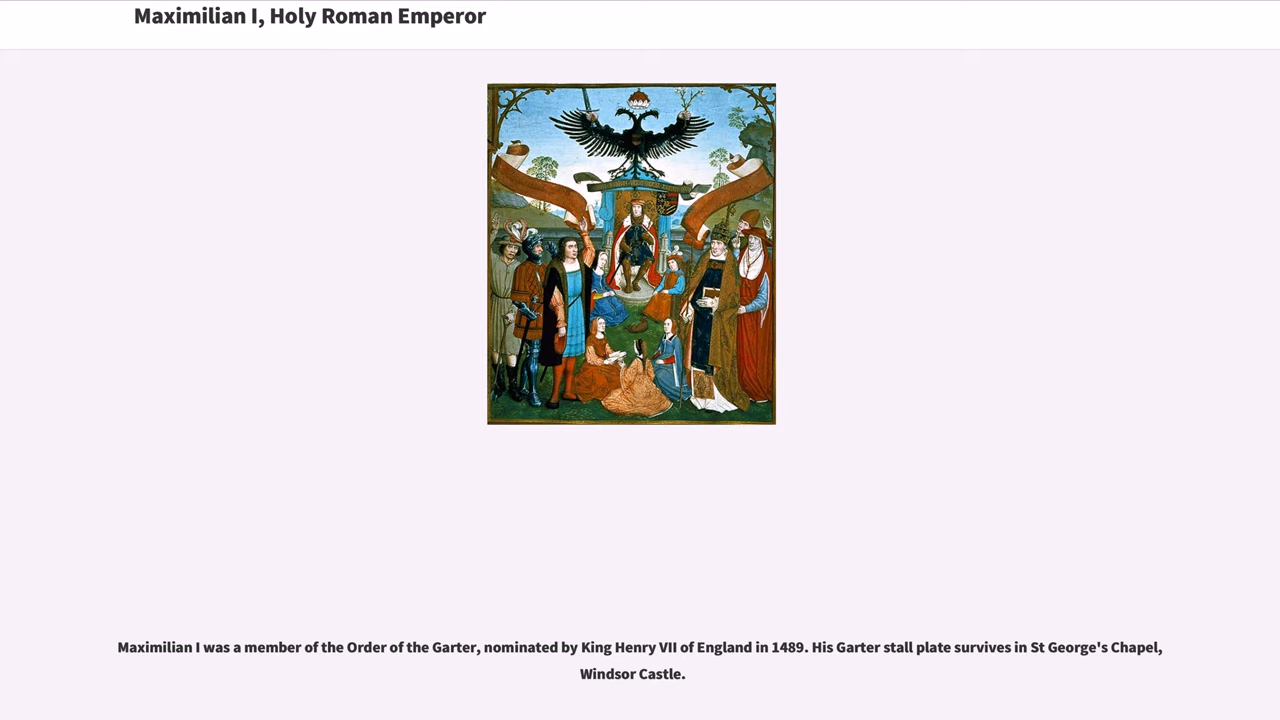 Maximilian I, Holy Roman Emperor
Maximilian I was a member of the Order of the Garter, nominated by King Henry VII of England in 1489. His Garter stall plate survives in St George's Chapel,
Windsor Castle.